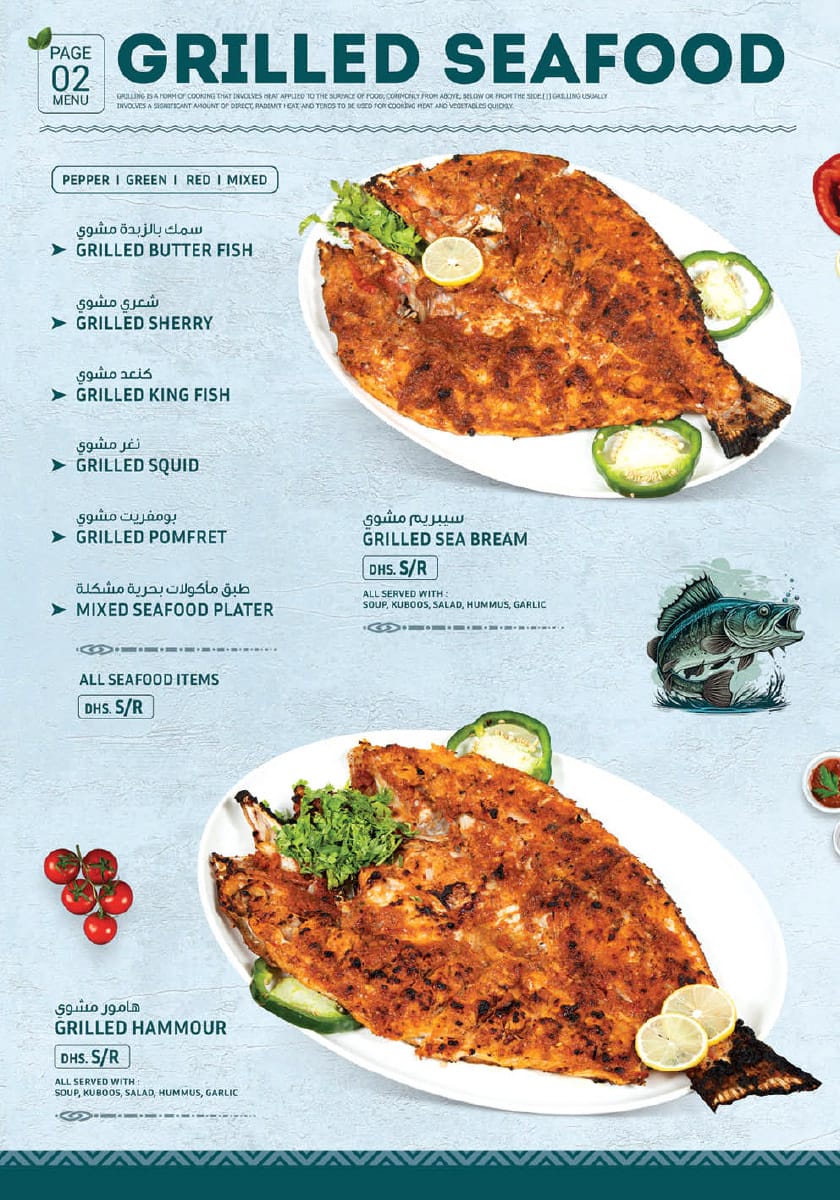 PAGE
02
MENU
GRILLED SEAFOOD
GRILLING IS A FORM OF COOKING THAT INVOLVES HEAT APPLIED TO THE SURFACE OF FOOD, COMMONLY FROM ABOVE, BELOW OR FROM THE SIDE.[1] GRILLING USUALLY
INVOLVES A SIGNIFICANT AMOUNT OF DIRECT, RADIANT HEAT, AND TENDS TO BE USED FOR COOKING MEAT AND VEGETABLES QUICKLY.
PEPPER | GREEN | RED | MIXED
سمك بالزبدة مشوي
GRILLED BUTTER FISH
شعري مشوي
GRILLED SHERRY
كنعد مشوي
GRILLED KING FISH
نغر مشوي
GRILLED SQUID
بومفريت مشوي
GRILLED POMFRET
طبق مأكولات بحرية مشكلة
MIXED SEAFOOD PLATER
ALL SEAFOOD ITEMS
DHS. S/R
سيبريم مشوي
GRILLED SEA BREAM
DHS. S/R
ALL SERVED WITH :
SOUP, KUBOOS, SALAD, HUMMUS, GARLIC
هامور مشوي
GRILLED HAMMOUR
DHS. S/R
ALL SERVED WITH :
SOUP, KUBOOS, SALAD, HUMMUS, GARLIC